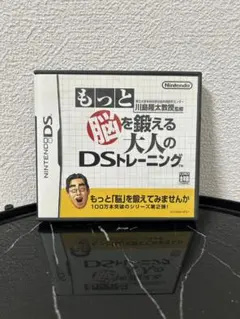 Nintendo
東北大学未来科学技術共同研究センター
川島隆太教授監修
もっと
脳を鍛える
大人の
DSトレーニング
NINTENDO DS
もっと「脳」を鍛えてみませんか
100万本突破のシリーズ第2弾!